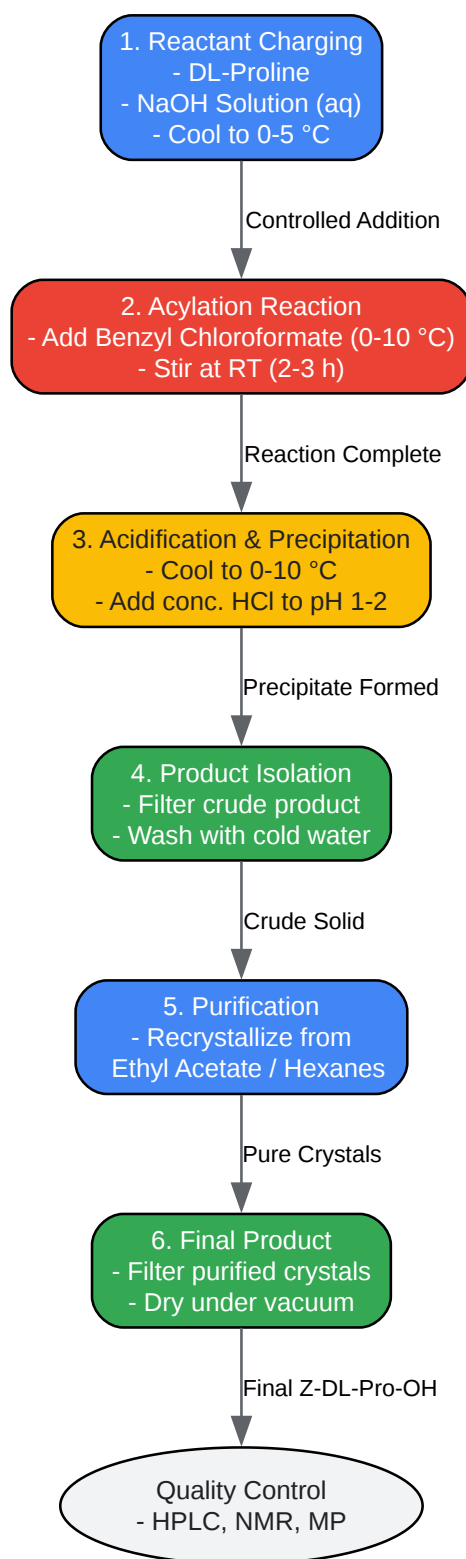 1. Reactant Charging
- DL-Proline
- NaOH Solution (aq)
- Cool to 0-5 °C
Controlled Addition
2. Acylation Reaction
- Add Benzyl Chloroformate (0-10 °C)
- Stir at RT (2-3 h)
Reaction Complete
3. Acidification & Precipitation
- Cool to 0-10 °C
- Add conc. HCl to pH 1-2
Precipitate Formed
4. Product Isolation
- Filter crude product
- Wash with cold water
Crude Solid
5. Purification
- Recrystallize from
Ethyl Acetate / Hexanes
Pure Crystals
6. Final Product
- Filter purified crystals
- Dry under vacuum
Final Z-DL-Pro-OH
Quality Control
- HPLC, NMR, MP